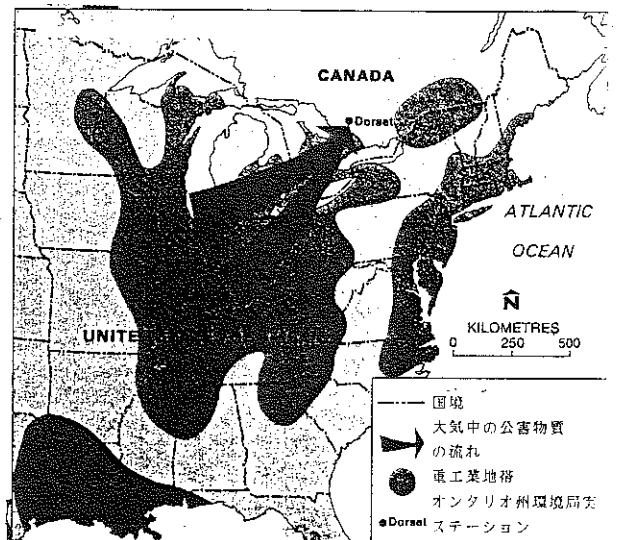 CANADA
Dorset
ATLANTIC
OCEAN
N
KILOMETRES
0 250 500
UNITE
国境
大気中の公害物質
の流れ
重工業地帯
オンタリオ州環境局実
Dorset ステーション